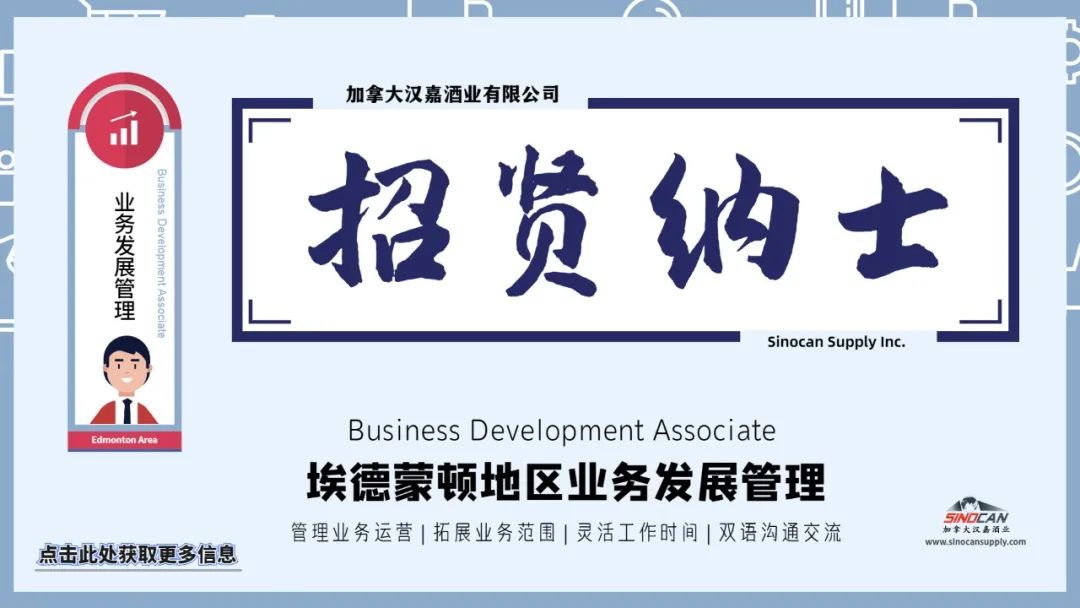 加拿大汉嘉酒业有限公司
招贤纳士
Sinocan Supply Inc.
业务发展管理
Business Development Associate
Edmonton Area
Business Development Associate
埃德蒙顿地区业务发展管理
管理业务运营 | 拓展业务范围 | 灵活工作时间 | 双语沟通交流
点击此处获取更多信息
SINOCAN
加拿大汉嘉酒业
www.sinocansupply.com